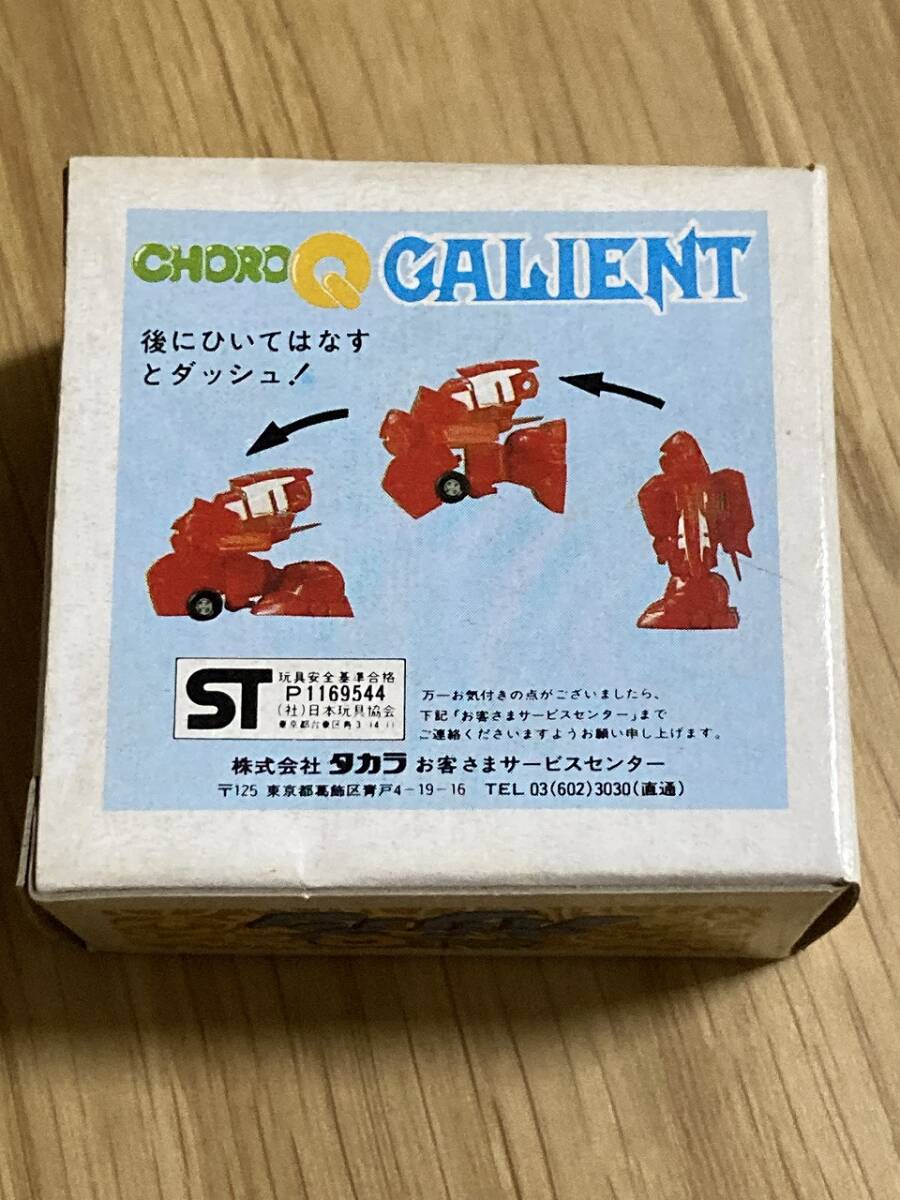 CHORO Q GALIENT
後にひいてはなす
とダッシュ!
ST
玩具安全基準合格
P1169544
(社)日本玩具協会
万一お気付きの点がございましたら、
下記「お客さまサービスセンター」まで
ご連絡くださいますようお願い申し上げます。
株式会社 タカラ お客さまサービスセンター
〒125 東京都葛飾区青戸4-19-16 TEL 03(602)3030(直通)